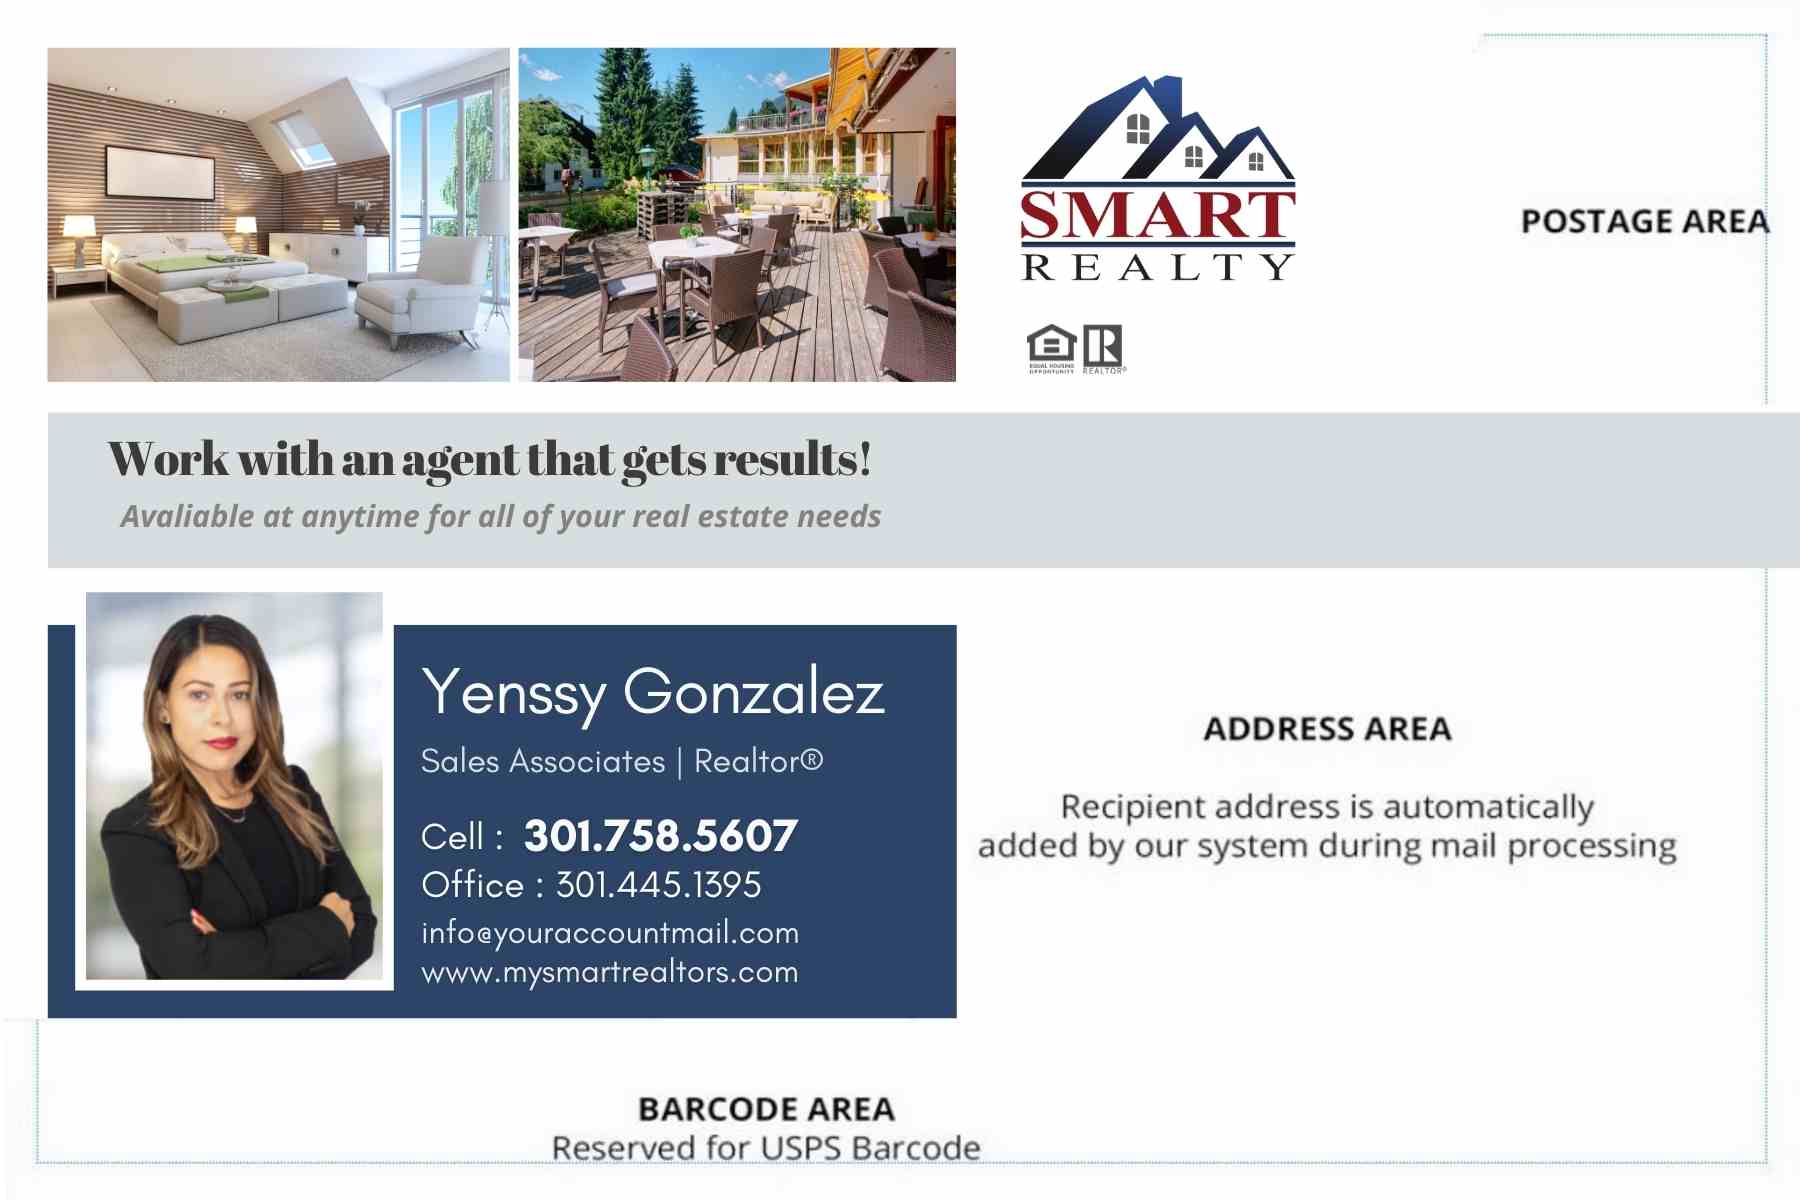 SMART
REALTY
EQUAL HOUSING
OPPORTUNITY
REALTOR®
POSTAGE AREA
Work with an agent that gets results!
Avaliable at anytime for all of your real estate needs
Yenssy Gonzalez
Sales Associates | Realtor®
Cell : 301.758.5607
Office : 301.445.1395
info@youraccountmail.com
www.mysmartrealtors.com
ADDRESS AREA
Recipient address is automatically
added by our system during mail processing
BARCODE AREA
Reserved for USPS Barcode